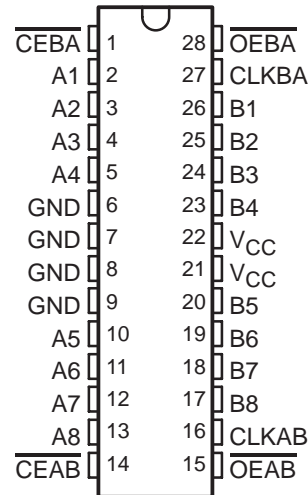 CEBA 1 28 OEBA
A1 2 27 CLKBA
A2 3 26 B1
A3 4 25 B2
A4 5 24 B3
GND 6 23 B4
GND 7 22 VCC
GND 8 21 VCC
GND 9 20 B5
A5 10 19 B6
A6 11 18 B7
A7 12 17 B8
A8 13 16 CLKAB
CEAB 14 15 OEAB